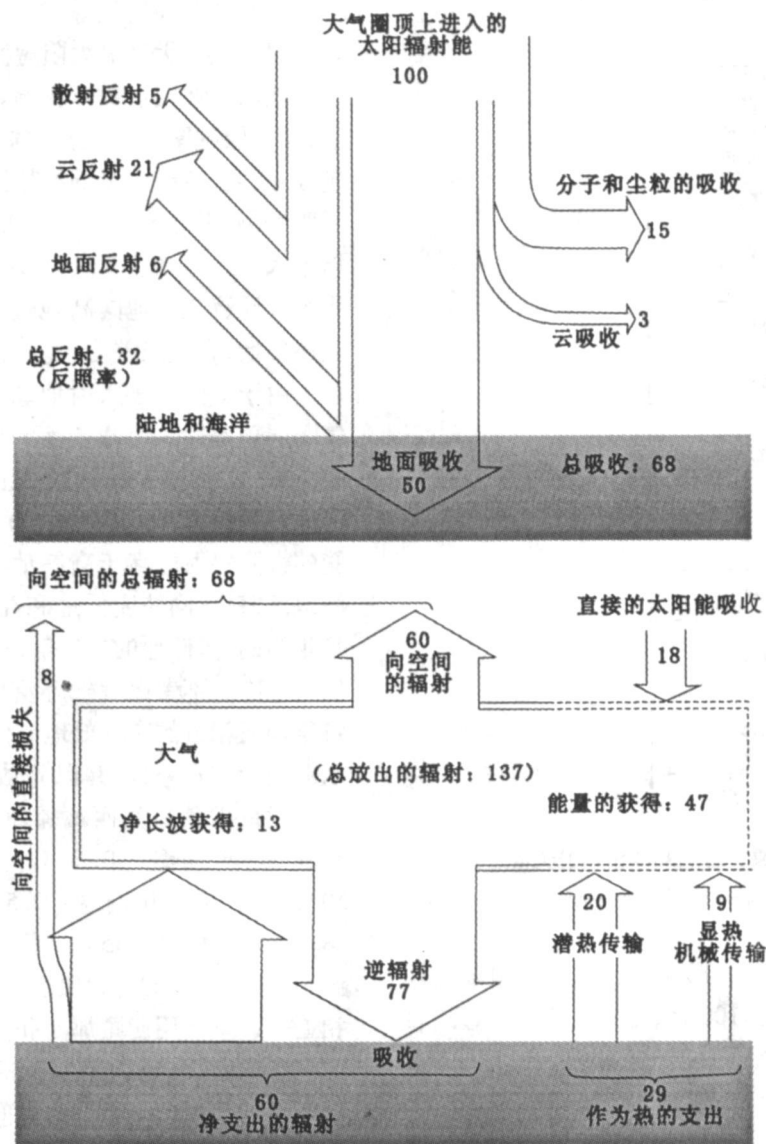 大气圈顶上进入的
太阳辐射能
100
散射反射 5
云反射 21
分子和尘粒的吸收
15
地面反射 6
3
云吸收
总反射：32
（反照率）
陆地和海洋
地面吸收
50
总吸收：68
向空间的总辐射：68
直接的太阳能吸收
60
向空间
的辐射
18
8
向空间的直接损失
大气
（总放出的辐射：137）
能量的获得：47
净长波获得：13
20
潜热传输
9
显热
机械传输
逆辐射
77
吸收
60
净支出的辐射
29
作为热的支出